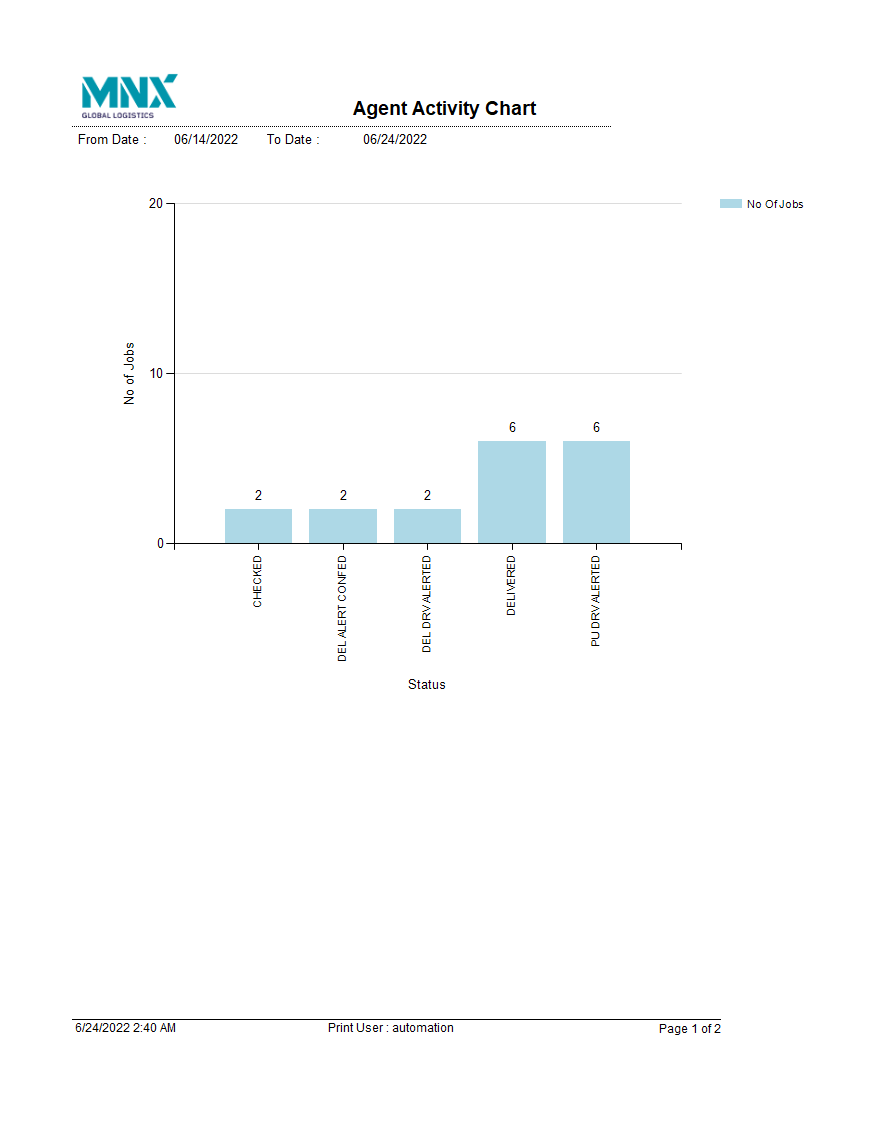 MNX
GLOBAL LOGISTICS
Agent Activity Chart
From Date : 06/14/2022 To Date : 06/24/2022
20
No Of Jobs
No of Jobs
10
6 6
2 2 2
0
CHECKED
DEL ALERT CONFED
DEL DRV ALERTED
DELIVERED
PU DRV ALERTED
Status
6/24/2022 2:40 AM Print User : automation Page 1 of 2